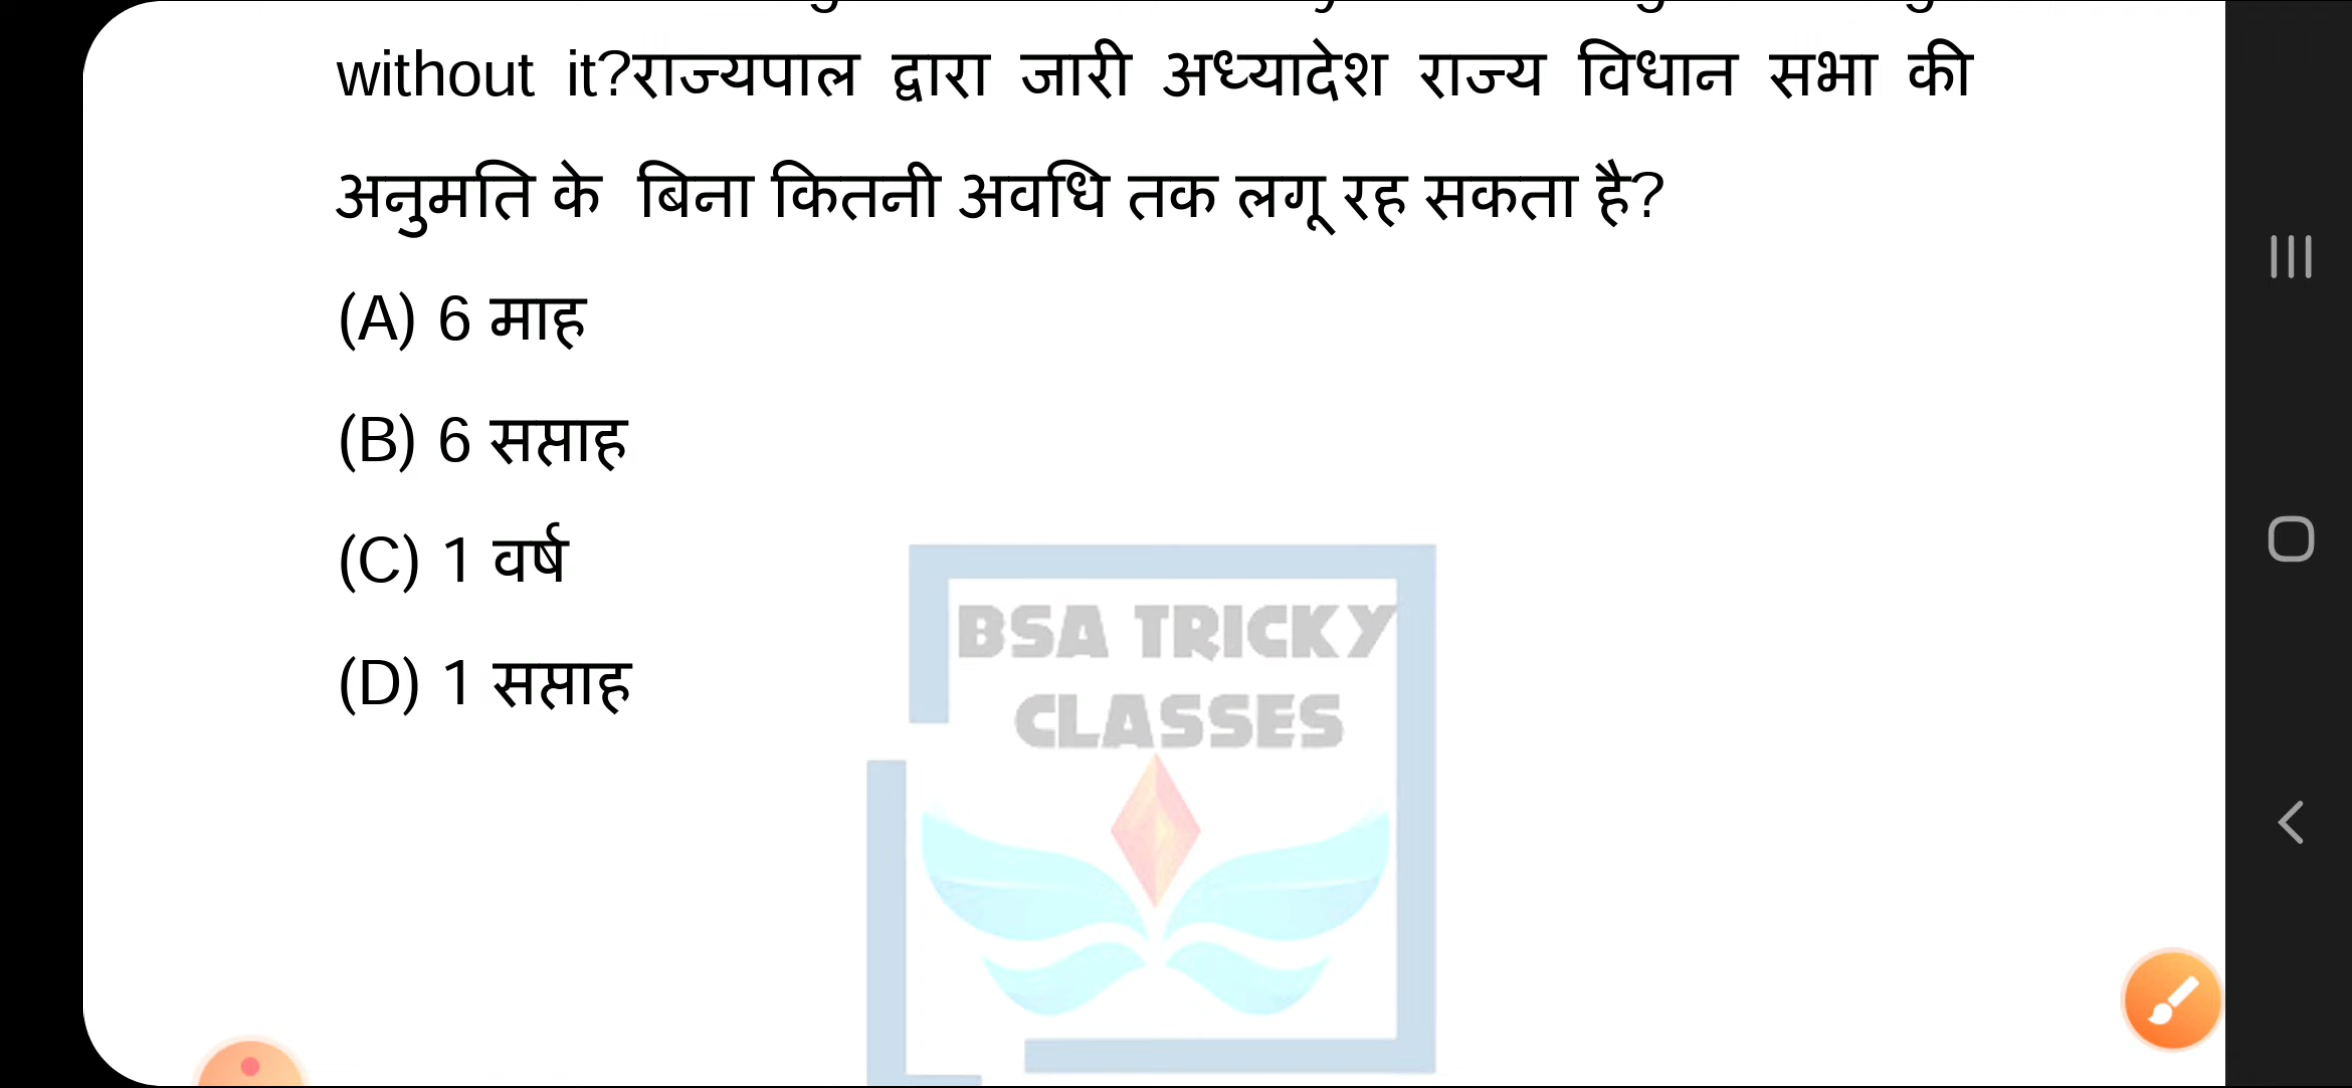 without it?राज्यपाल द्वारा जारी अध्यादेश राज्य विधान सभा की
अनुमति के बिना कितनी अवधि तक लगू रह सकता है?
(A) 6 माह
(B) 6 सप्ताह
(C) 1 वर्ष
(D) 1 सप्ताह
BSA TRICKY
CLASSES